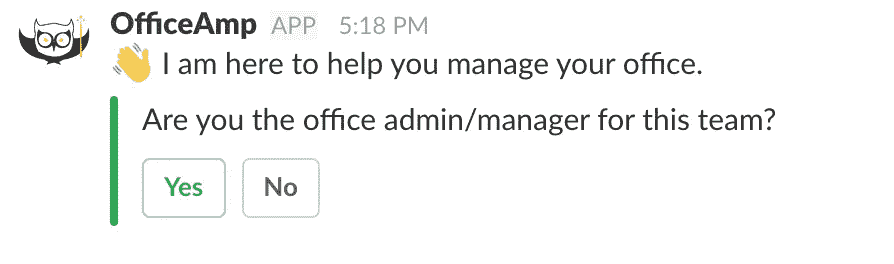 OfficeAmp APP 5:18 PM
👋 I am here to help you manage your office.
Are you the office admin/manager for this team?
Yes No